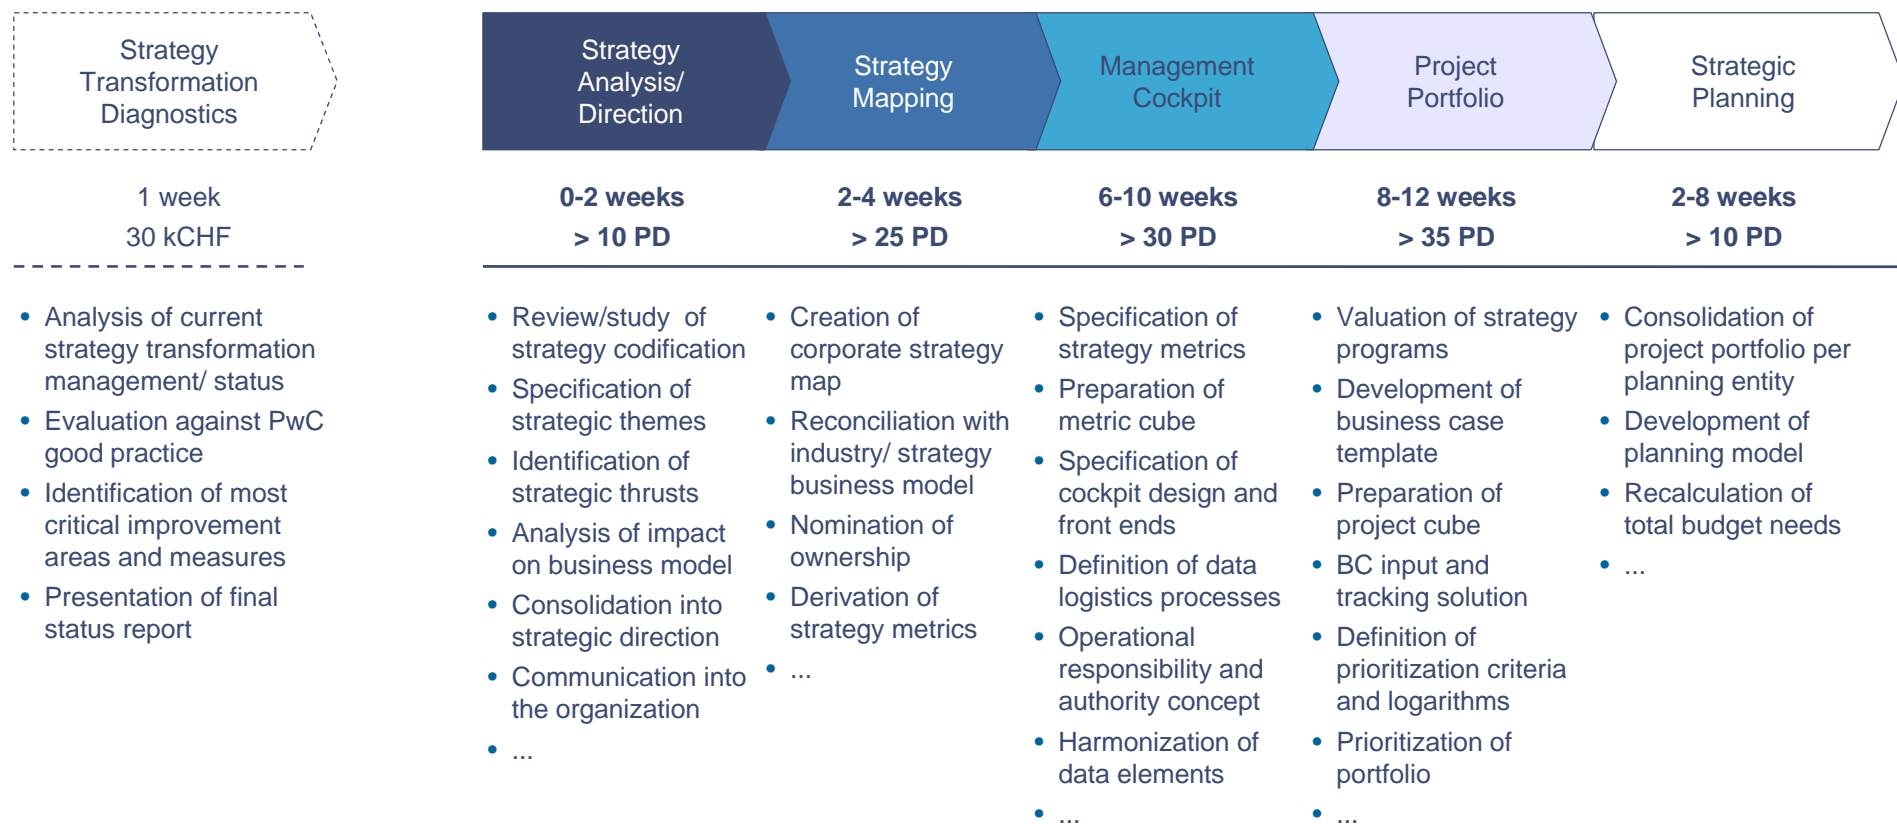 Strategy
Transformation
Diagnostics
1 week
30 kCHF
• Analysis of current
strategy transformation
management/ status
• Evaluation against PwC
good practice
• Identification of most
critical improvement
areas and measures
• Presentation of final
status report
Strategy
Analysis/
Direction
0-2 weeks
> 10 PD
• Review/study of
strategy codification
• Specification of
strategic themes
• Identification of
strategic thrusts
• Analysis of impact
on business model
• Consolidation into
strategic direction
• Communication into
the organization
• ...
Strategy
Mapping
2-4 weeks
> 25 PD
• Creation of
corporate strategy
map
• Reconciliation with
industry/ strategy
business model
• Nomination of
ownership
• Derivation of
strategy metrics
• ...
Management
Cockpit
6-10 weeks
> 30 PD
• Specification of
strategy metrics
• Preparation of
metric cube
• Specification of
cockpit design and
front ends
• Definition of data
logistics processes
• Operational
responsibility and
authority concept
• Harmonization of
data elements
• ...
Project
Portfolio
8-12 weeks
> 35 PD
• Valuation of strategy
programs
• Development of
business case
template
• Preparation of
project cube
• BC input and
tracking solution
• Definition of
prioritization criteria
and logarithms
• Prioritization of
portfolio
• ...
Strategic
Planning
2-8 weeks
> 10 PD
• Consolidation of
project portfolio per
planning entity
• Development of
planning model
• Recalculation of
total budget needs
• ...